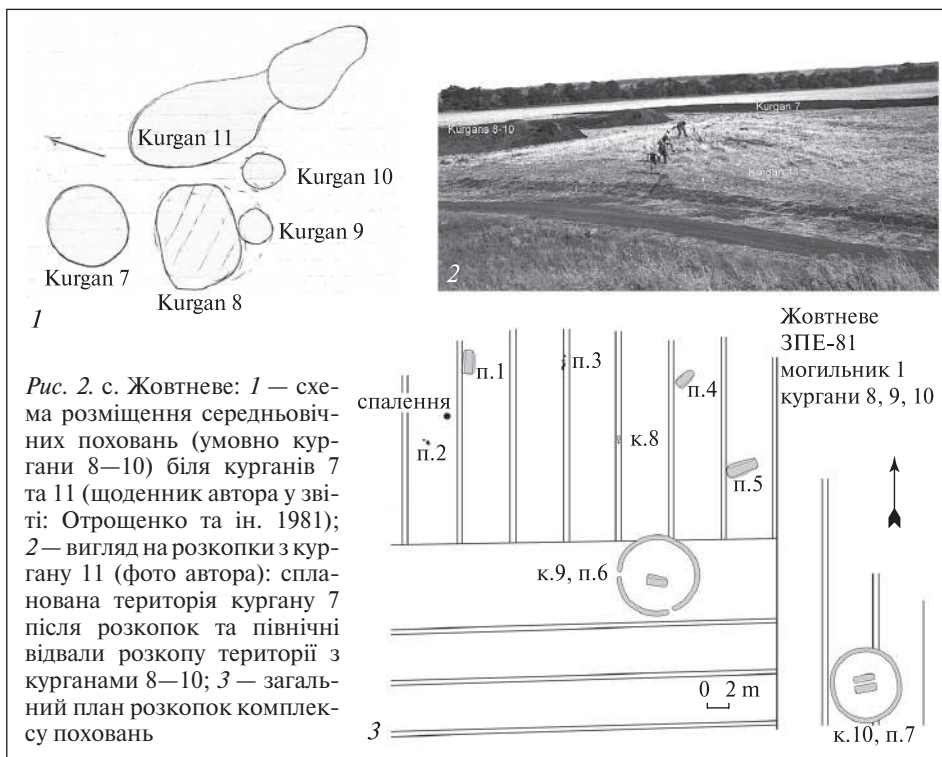 Kurgan 11
Kurgan 10
Kurgan 9
Kurgan 7
Kurgan 8
1
Kurgan 7
Kurgans 8-10
Kurgan 11
2
Рис. 2. с. Жовтневе: 1 — схе-
ма розміщення середньовіч-
них поховань (умовно кур-
гани 8—10) біля курганів 7
та 11 (щоденник автора у зві-
ті: Отрощенко та ін. 1981);
2 — вигляд на розкопки з кур-
гану 11 (фото автора): спла-
нована територія кургану 7
після розкопок та північні
відвали розкопу території з
курганами 8—10; 3 — загаль-
ний план розкопок комплек-
су поховань
Жовтневе
ЗПЕ-81
могильник 1
кургани 8, 9, 10
п.1
п.3
п.4
спалення
п.2
к.8
п.5
к.9, п.6
0 2 m
3
к.10, п.7